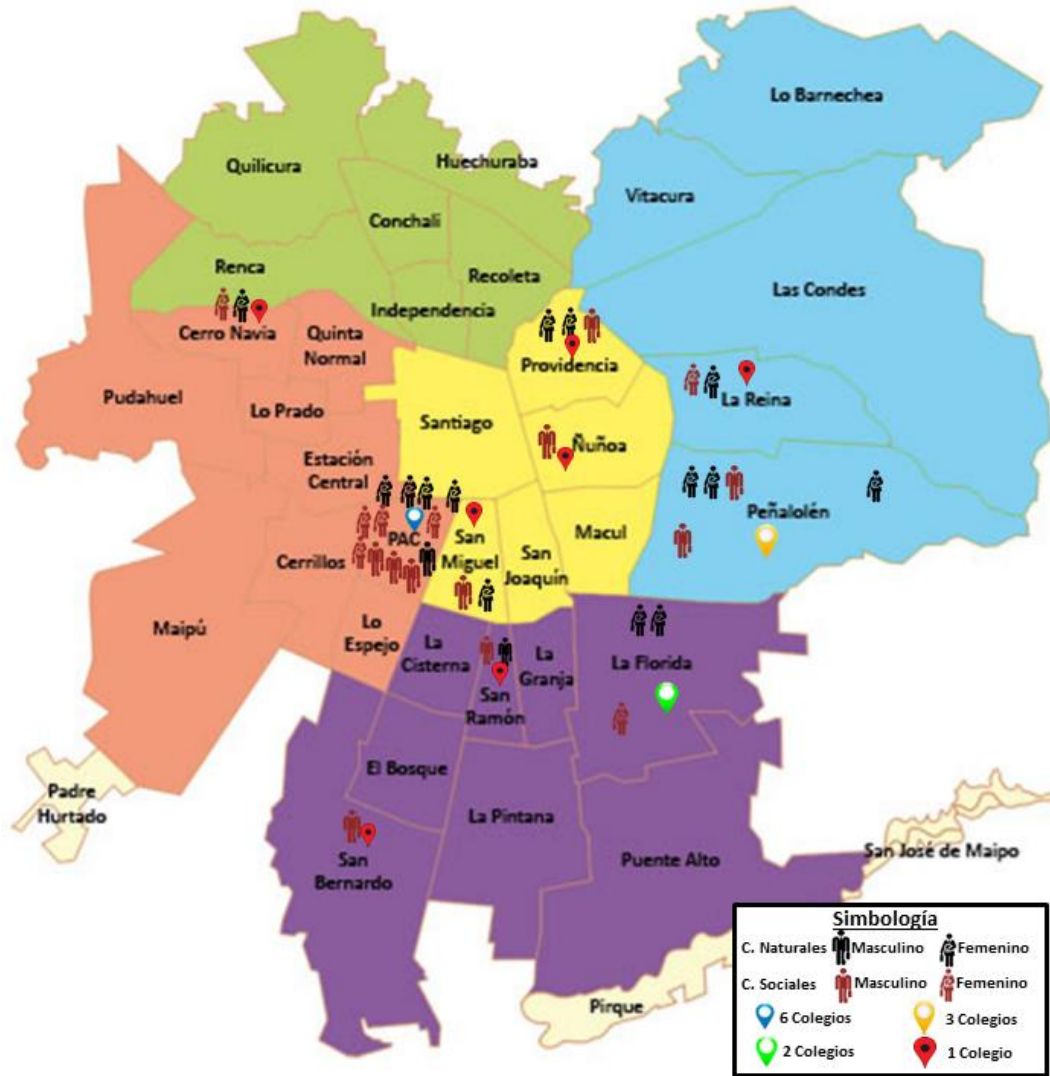 Lo Barnechea
Quilicura
Huechuraba
Vitacura
Conchalí
Renca
Recoleta
Las Condes
Independencia
Cerro Navia
Quinta
Normal
Providencia
Pudahuel
Lo Prado
La Reina
Santiago
Ñuñoa
Estación
Central
PAC
Peñalolén
San
Miguel
Macul
Cerrillos
San
Joaquín
Maipú
Lo
Espejo
La
Cisterna
La
Granja
La Florida
San
Ramón
El Bosque
Padre
Hurtado
La Pintana
San
Bernardo
Puente Alto
San José de Maipo
Pirque
Simbología
C. Naturales Masculino Femenino
C. Sociales Masculino Femenino
6 Colegios 3 Colegios
2 Colegios 1 Colegio